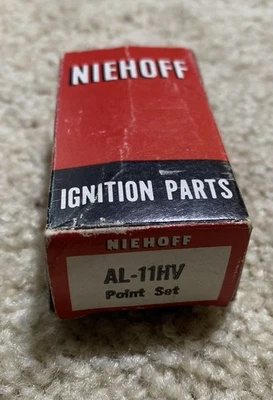 NIEHOFF
IGNITION PARTS
NIEHOFF
AL-11HV
Point Set